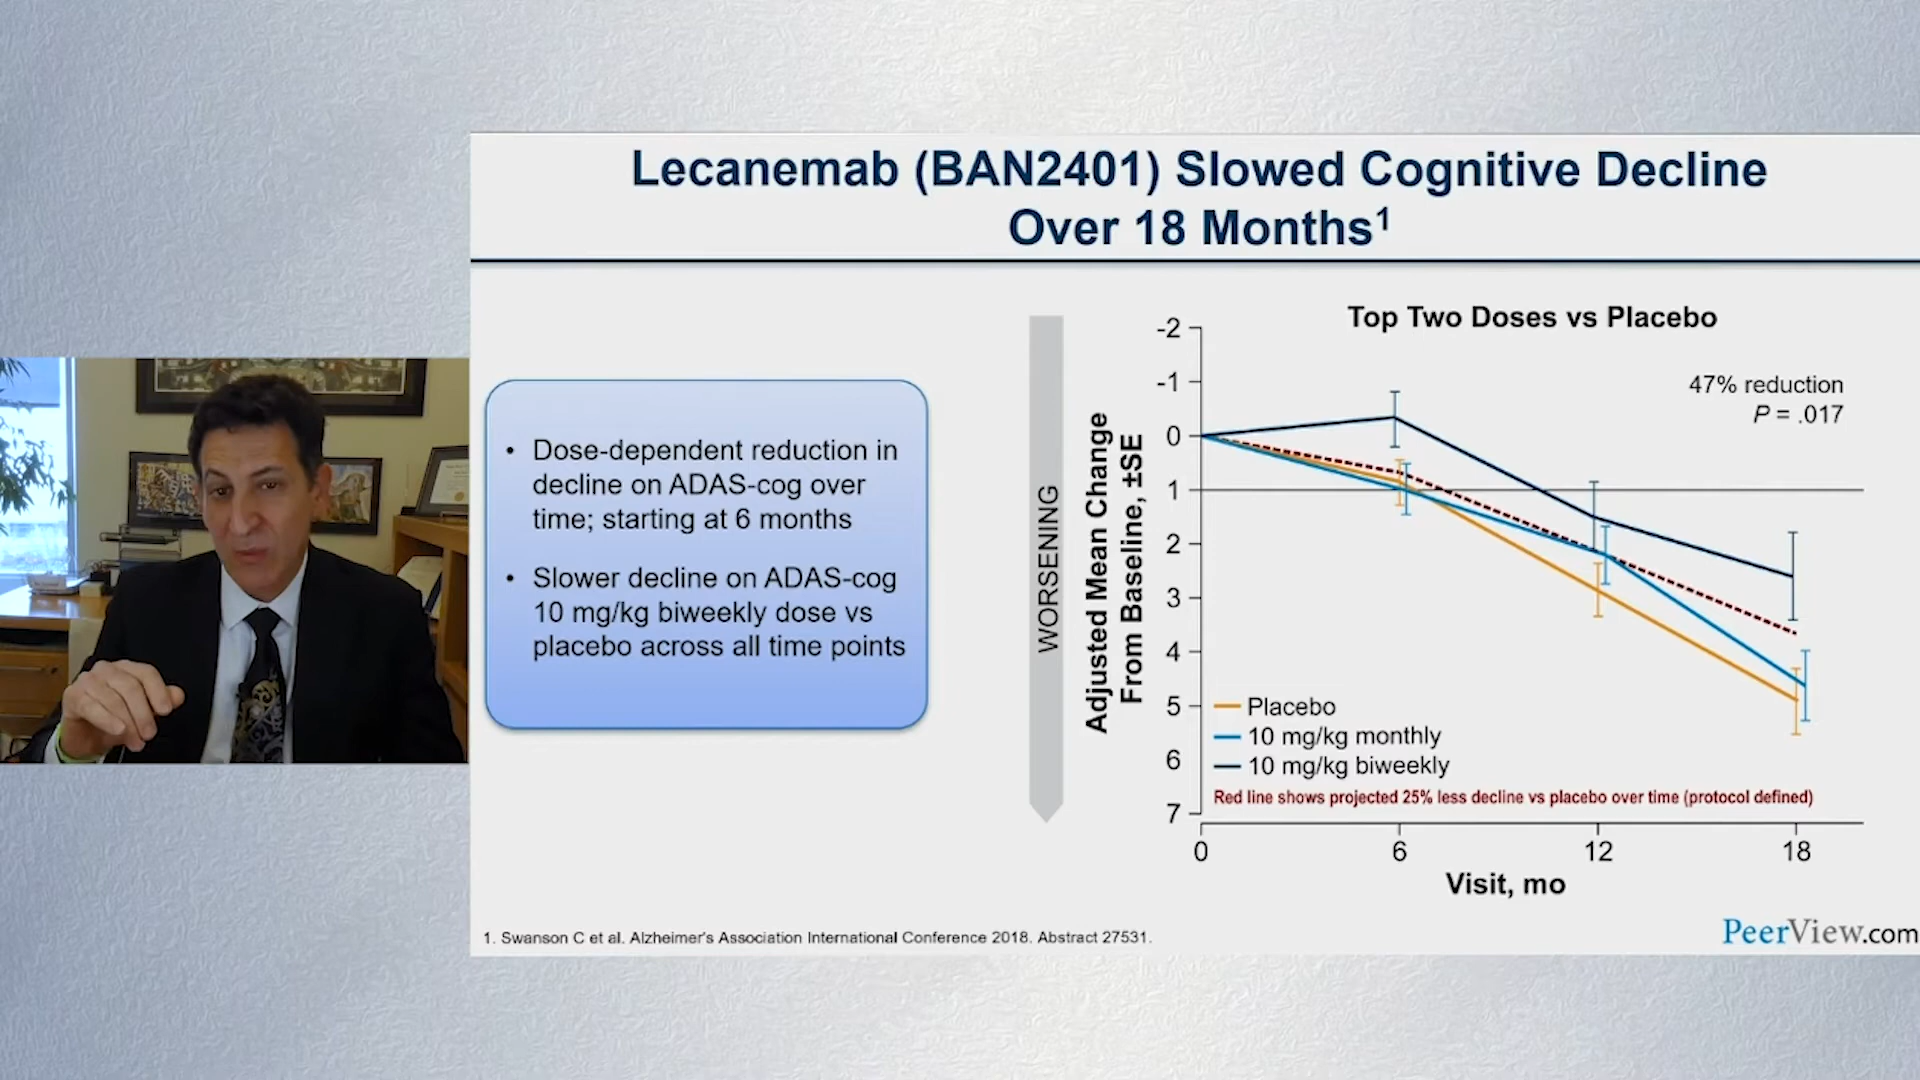 Lecanemab (BAN2401) Slowed Cognitive Decline
Over 18 Months¹
• Dose-dependent reduction in
decline on ADAS-cog over
time; starting at 6 months
• Slower decline on ADAS-cog
10 mg/kg biweekly dose vs
placebo across all time points
WORSENING
Adjusted Mean Change
From Baseline, ±SE
Top Two Doses vs Placebo
47% reduction
P = .017
-2
-1
0
1
2
3
4
5
6
7
Placebo
10 mg/kg monthly
10 mg/kg biweekly
Red line shows projected 25% less decline vs placebo over time (protocol defined)
0 6 12 18
Visit, mo
1. Swanson C et al. Alzheimer's Association International Conference 2018. Abstract 27531.
PeerView.com